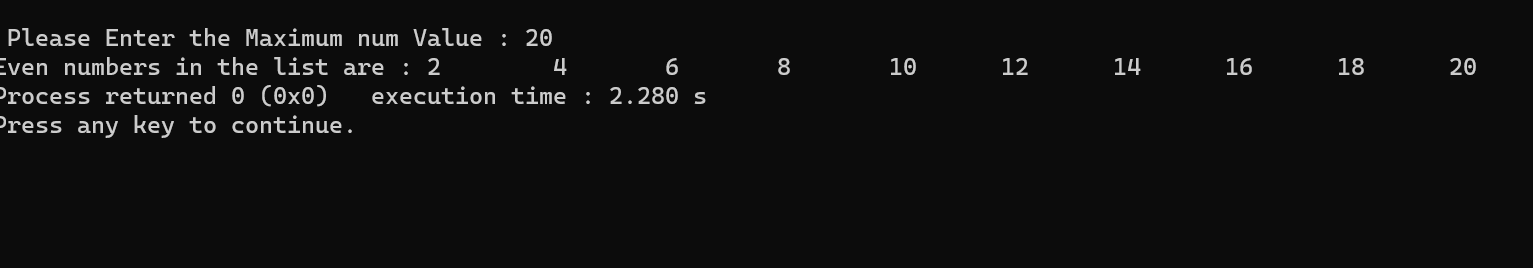 Please Enter the Maximum num Value : 20
Even numbers in the list are : 2        4       6       8       10      12      14      16      18      20
Process returned 0 (0x0)   execution time : 2.280 s
Press any key to continue.